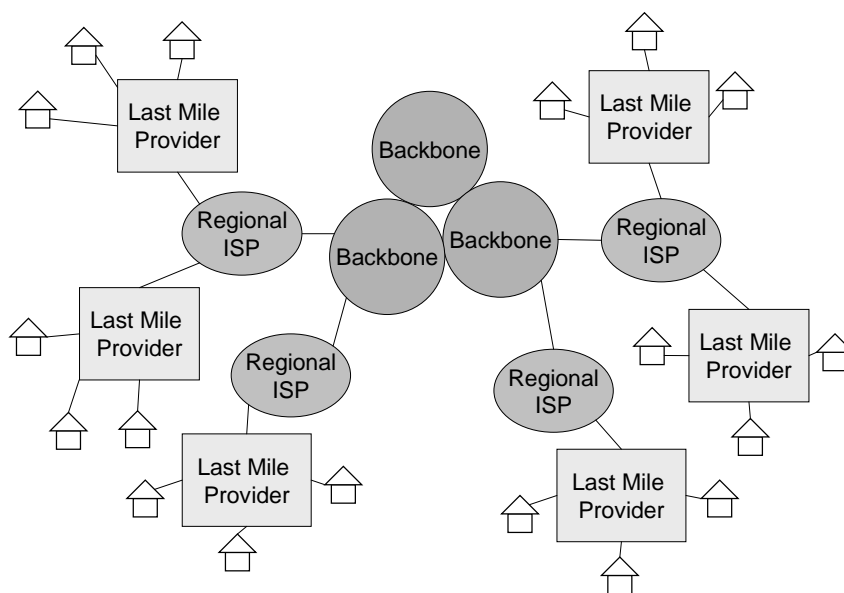 Last Mile
Provider
Last Mile
Provider
Backbone
Regional
ISP
Backbone
Backbone
Regional
ISP
Last Mile
Provider
Regional
ISP
Last Mile
Provider
Regional
ISP
Last Mile
Provider
Last Mile
Provider